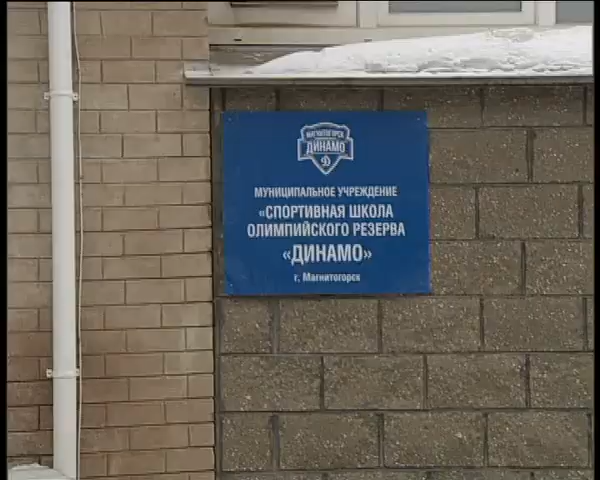 МАГНИТОГОРСК
ДИНАМО
Д
МУНИЦИПАЛЬНОЕ УЧРЕЖДЕНИЕ
«СПОРТИВНАЯ ШКОЛА
ОЛИМПИЙСКОГО РЕЗЕРВА
«ДИНАМО»
г. Магнитогорск